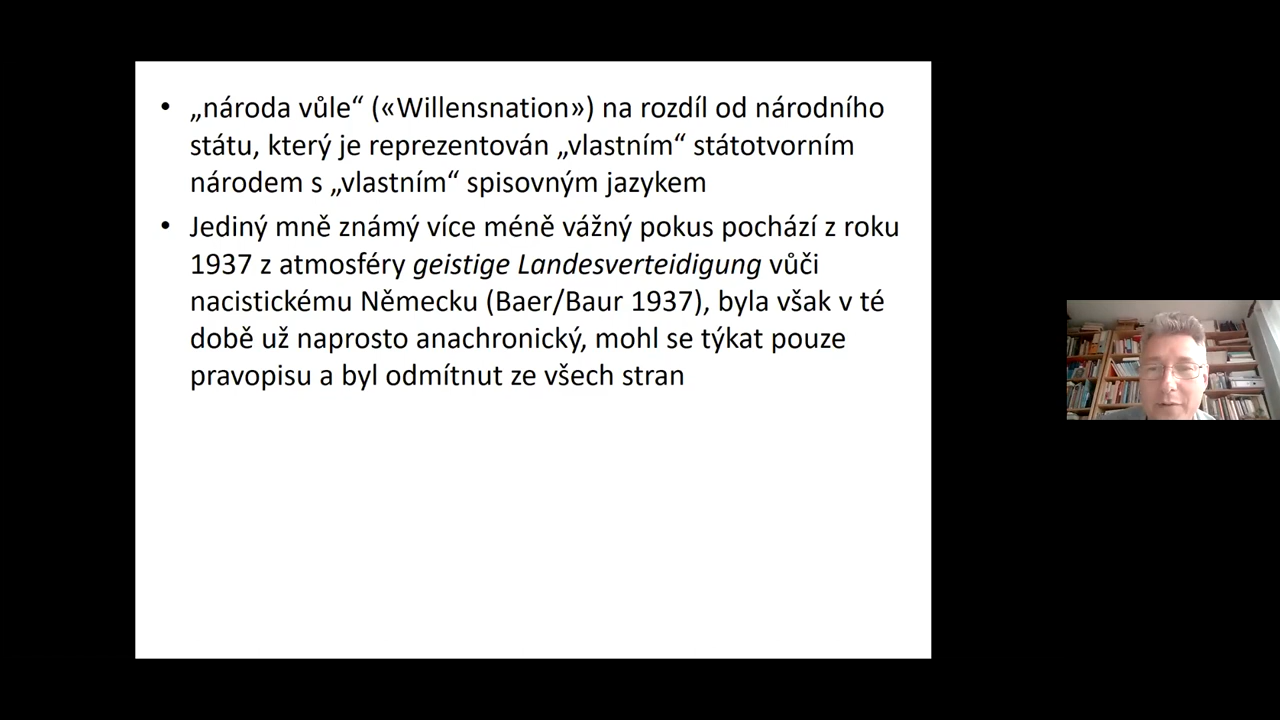 • „národa vůle“ («Willensnation») na rozdíl od národního
státu, který je reprezentován „vlastním“ státotvorním
národem s „vlastním“ spisovným jazykem
• Jediný mně známý více méně vážný pokus pochází z roku
1937 z atmosféry geistige Landesverteidigung vůči
nacistickému Německu (Baer/Baur 1937), byla však v té
době už naprosto anachronický, mohl se týkat pouze
pravopisu a byl odmítnut ze všech stran